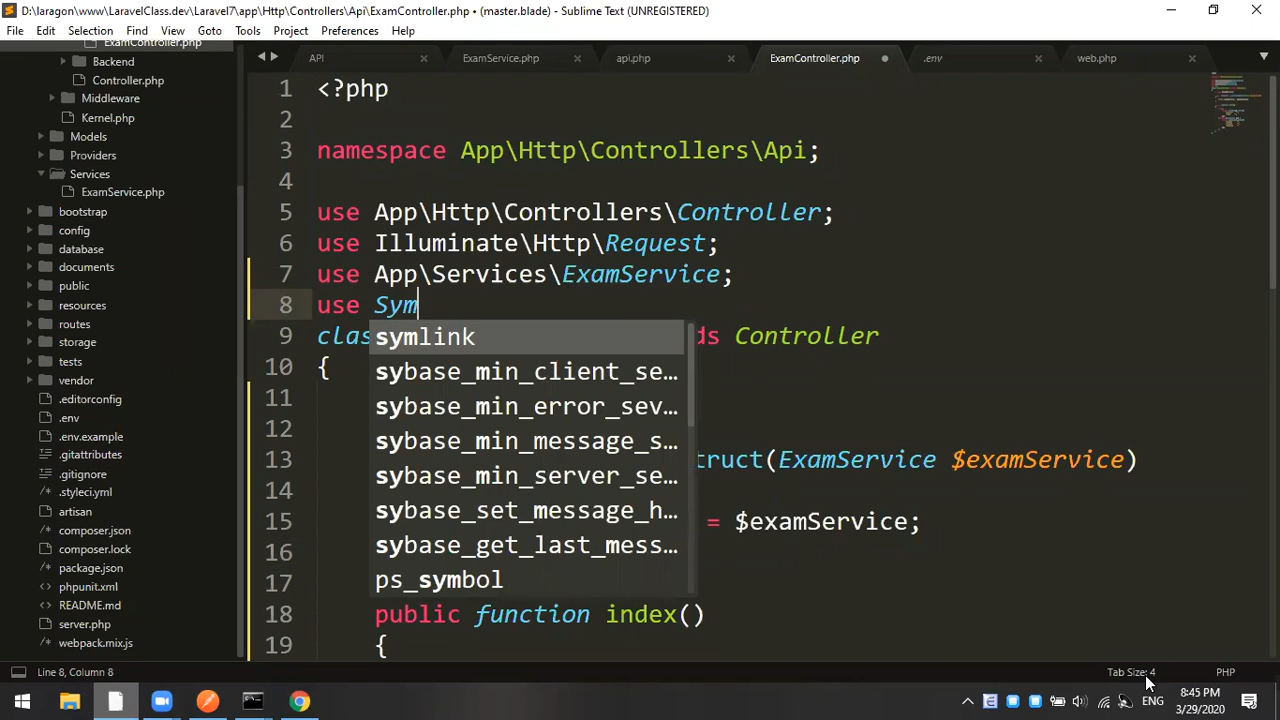 D:\laragon\www\LaravelClass.dev\Laravel7\app\Http\Controllers\Api\ExamController.php • (master.blade) - Sublime Text (UNREGISTERED)
File Edit Selection Find View Goto Tools Project Preferences Help
ExamController.php
Backend
Controller.php
Middleware
Kernel.php
Models
Providers
Services
ExamService.php
bootstrap
config
database
documents
public
resources
routes
storage
tests
vendor
.editorconfig
.env
.env.example
.gitattributes
.gitignore
.styleci.yml
artisan
composer.json
composer.lock
package.json
phpunit.xml
README.md
server.php
webpack.mix.js
API ExamService.php api.php ExamController.php .env web.php
1 <?php
2
3 namespace App\Http\Controllers\Api;
4
5 use App\Http\Controllers\Controller;
6 use Illuminate\Http\Request;
7 use App\Services\ExamService;
8 use Sym
9 clas ds Controller
10 {
11
12
13 truct(ExamService $examService)
14
15 = $examService;
16
17
18 public function index()
19 {
symlink
sybase_min_client_se...
sybase_min_error_sev...
sybase_min_message_s...
sybase_min_server_se...
sybase_set_message_h...
sybase_get_last_mess...
ps_symbol
Line 8, Column 8 Tab Size: 4 PHP
ENG 8:45 PM
3/29/2020